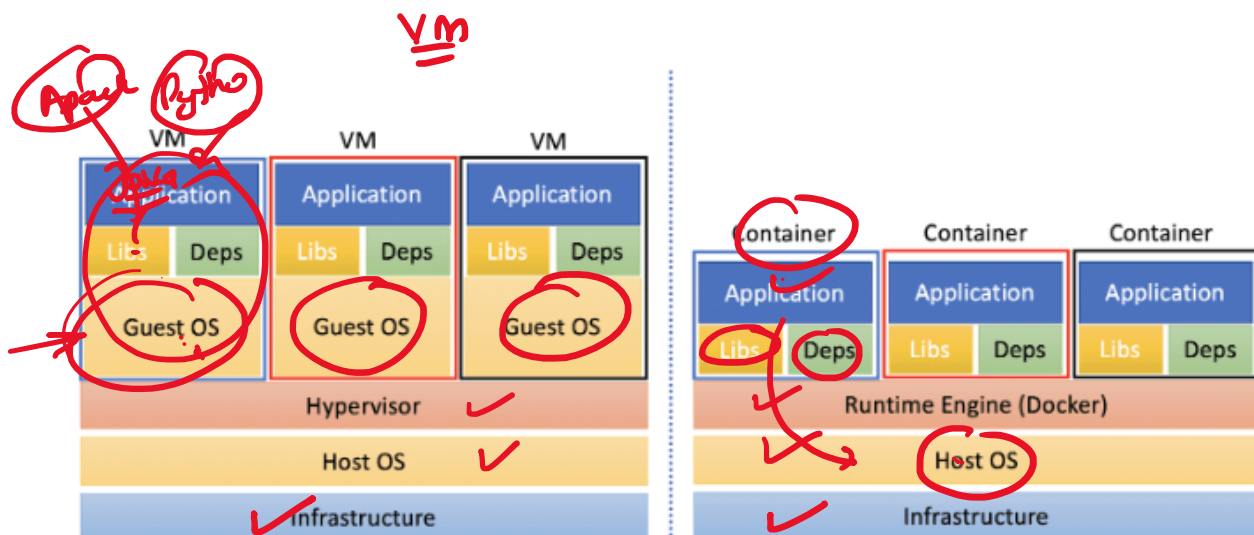 VM
VM VM VM
Application Application Application
Libs Deps Libs Deps Libs Deps
Guest OS Guest OS Guest OS
Hypervisor
Host OS
Infrastructure
Container Container Container
Application Application Application
Libs Deps Libs Deps Libs Deps
Runtime Engine (Docker)
Host OS
Infrastructure